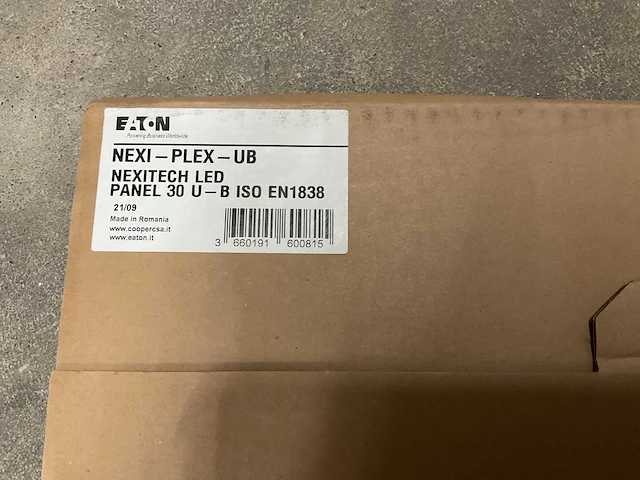 EATON
Powering Business Worldwide
NEXI-PLEX-UB
NEXITECH LED
PANEL 30 U-B ISO EN1838
21/09
Made in Romania
www.coopercsa.it
www.eaton.it
3 660191 600815